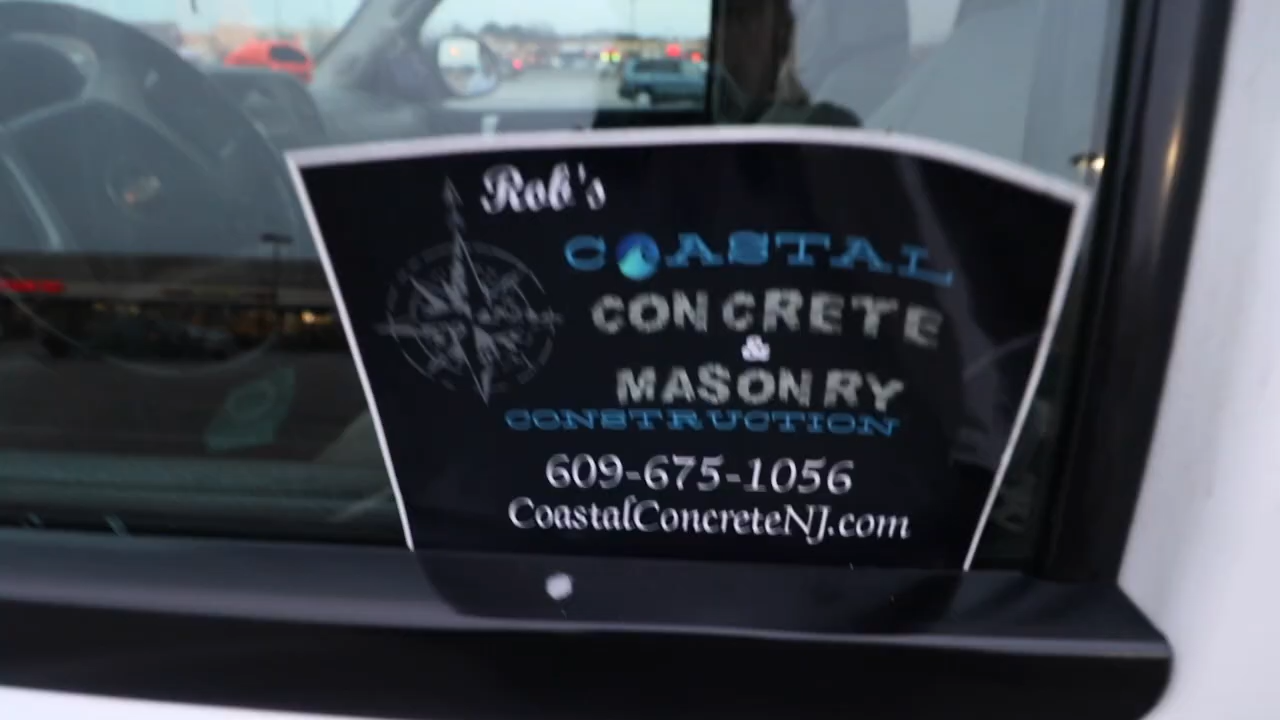 Rob's
COASTAL
CONCRETE
&
MASONRY
CONSTRUCTION
609-675-1056
CoastalConcreteNJ.com